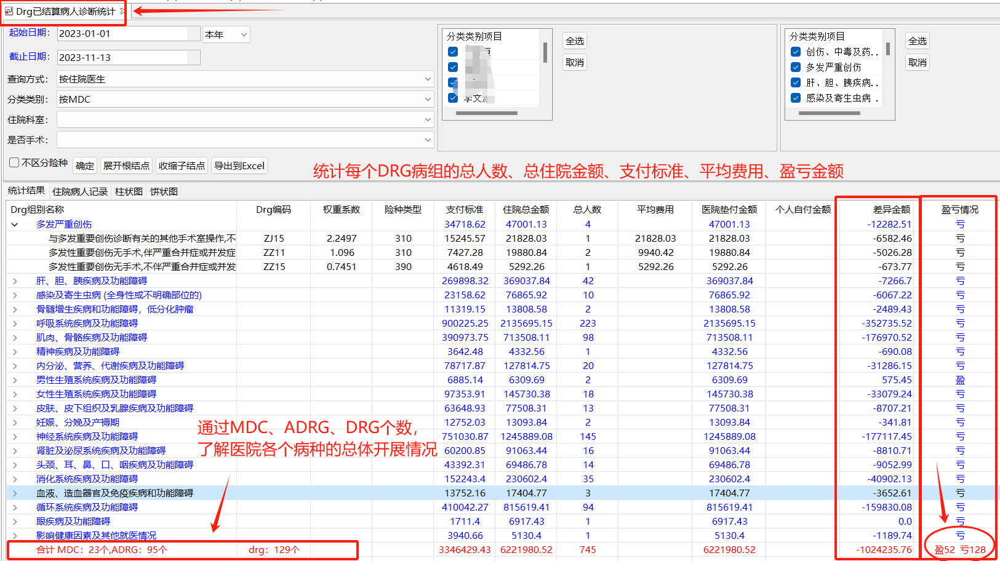 Drg已结算病人诊断统计
起始日期： 2023-01-01 本年
截止日期： 2023-11-13
查询方式： 按住院医生
分类类别： 按MDC
住院科室：
是否手术：
不区分险种 确定 展开根结点 收缩子结点 导出到Excel
分类类别项目
李文
全选
取消
分类类别项目
创伤、中毒及药..
多发严重创伤
肝、胆、胰疾病..
感染及寄生虫病 .
全选
取消
统计每个DRG病组的总人数、总住院金额、支付标准、平均费用、盈亏金额
统计结果 住院病人记录 柱状图 饼状图
Drg组别名称 Drg编码 权重系数 险种类型 支付标准 住院总金额 总人数 平均费用 医院垫付金额 个人自付金额 差异金额 盈亏情况
多发严重创伤 34718.62 47001.13 4 47001.13 -12282.51 亏
与多发重要创伤诊断有关的其他手术室操作,不 ZJ15 2.2497 310 15245.57 21828.03 1 21828.03 21828.03 -6582.46 亏
多发性重要创伤无手术,伴严重合并症或并发症 ZZ11 1.096 310 7427.28 19880.84 2 9940.42 19880.84 -5026.28 亏
多发性重要创伤无手术,不伴严重合并症或并发 ZZ15 0.7451 390 4618.49 5292.26 1 5292.26 5292.26 -673.77 亏
肝、胆、胰疾病及功能障碍 269898.32 369037.84 42 369037.84 -7266.7 亏
感染及寄生虫病 (全身性或不明确部位的) 23158.62 76865.92 10 76865.92 -6067.22 亏
骨髓增生疾病和功能障碍，低分化肿瘤 11319.15 13808.58 2 13808.58 -2489.43 亏
呼吸系统疾病及功能障碍 900225.25 2135695.15 223 2135695.15 -352735.52 亏
肌肉、骨骼疾病及功能障碍 390973.75 713508.11 98 713508.11 -176970.52 亏
精神疾病及功能障碍 3642.48 4332.56 1 4332.56 -690.08 亏
内分泌、营养、代谢疾病及功能障碍 78717.87 127814.75 20 127814.75 -31286.15 亏
男性生殖系统疾病及功能障碍 6885.14 6309.69 2 6309.69 575.45 盈
女性生殖系统疾病及功能障碍 97353.91 145730.38 18 145730.38 -33079.24 亏
皮肤、皮下组织及乳腺疾病及功能障碍 63648.93 77508.31 13 77508.31 -8707.21 亏
妊娠、分娩及产褥期 12752.03 13093.84 2 13093.84 -341.81 亏
神经系统疾病及功能障碍 751030.87 1245889.08 145 1245889.08 -177117.45 亏
肾脏及泌尿系统疾病及功能障碍 60200.85 91063.44 16 91063.44 -8810.71 亏
头颈、耳、鼻、口、咽疾病及功能障碍 43392.31 69486.78 14 69486.78 -9052.99 亏
消化系统疾病及功能障碍 152243.4 230602.4 35 230602.4 -40902.13 亏
血液、造血器官及免疫疾病和功能障碍 13752.16 17404.77 3 17404.77 -3652.61 亏
循环系统疾病及功能障碍 410042.27 815619.41 94 815619.41 -159830.08 亏
眼疾病及功能障碍 1711.4 6917.43 1 6917.43 0.0 亏
影响健康因素及其他就医情况 3940.66 5130.4 1 5130.4 -1189.74 亏
合计 MDC：23个,ADRG：95个 drg：129个 3346429.43 6221980.52 745 6221980.52 -1024235.76 盈52 亏128
通过MDC、ADRG、DRG个数，
了解医院各个病种的总体开展情况